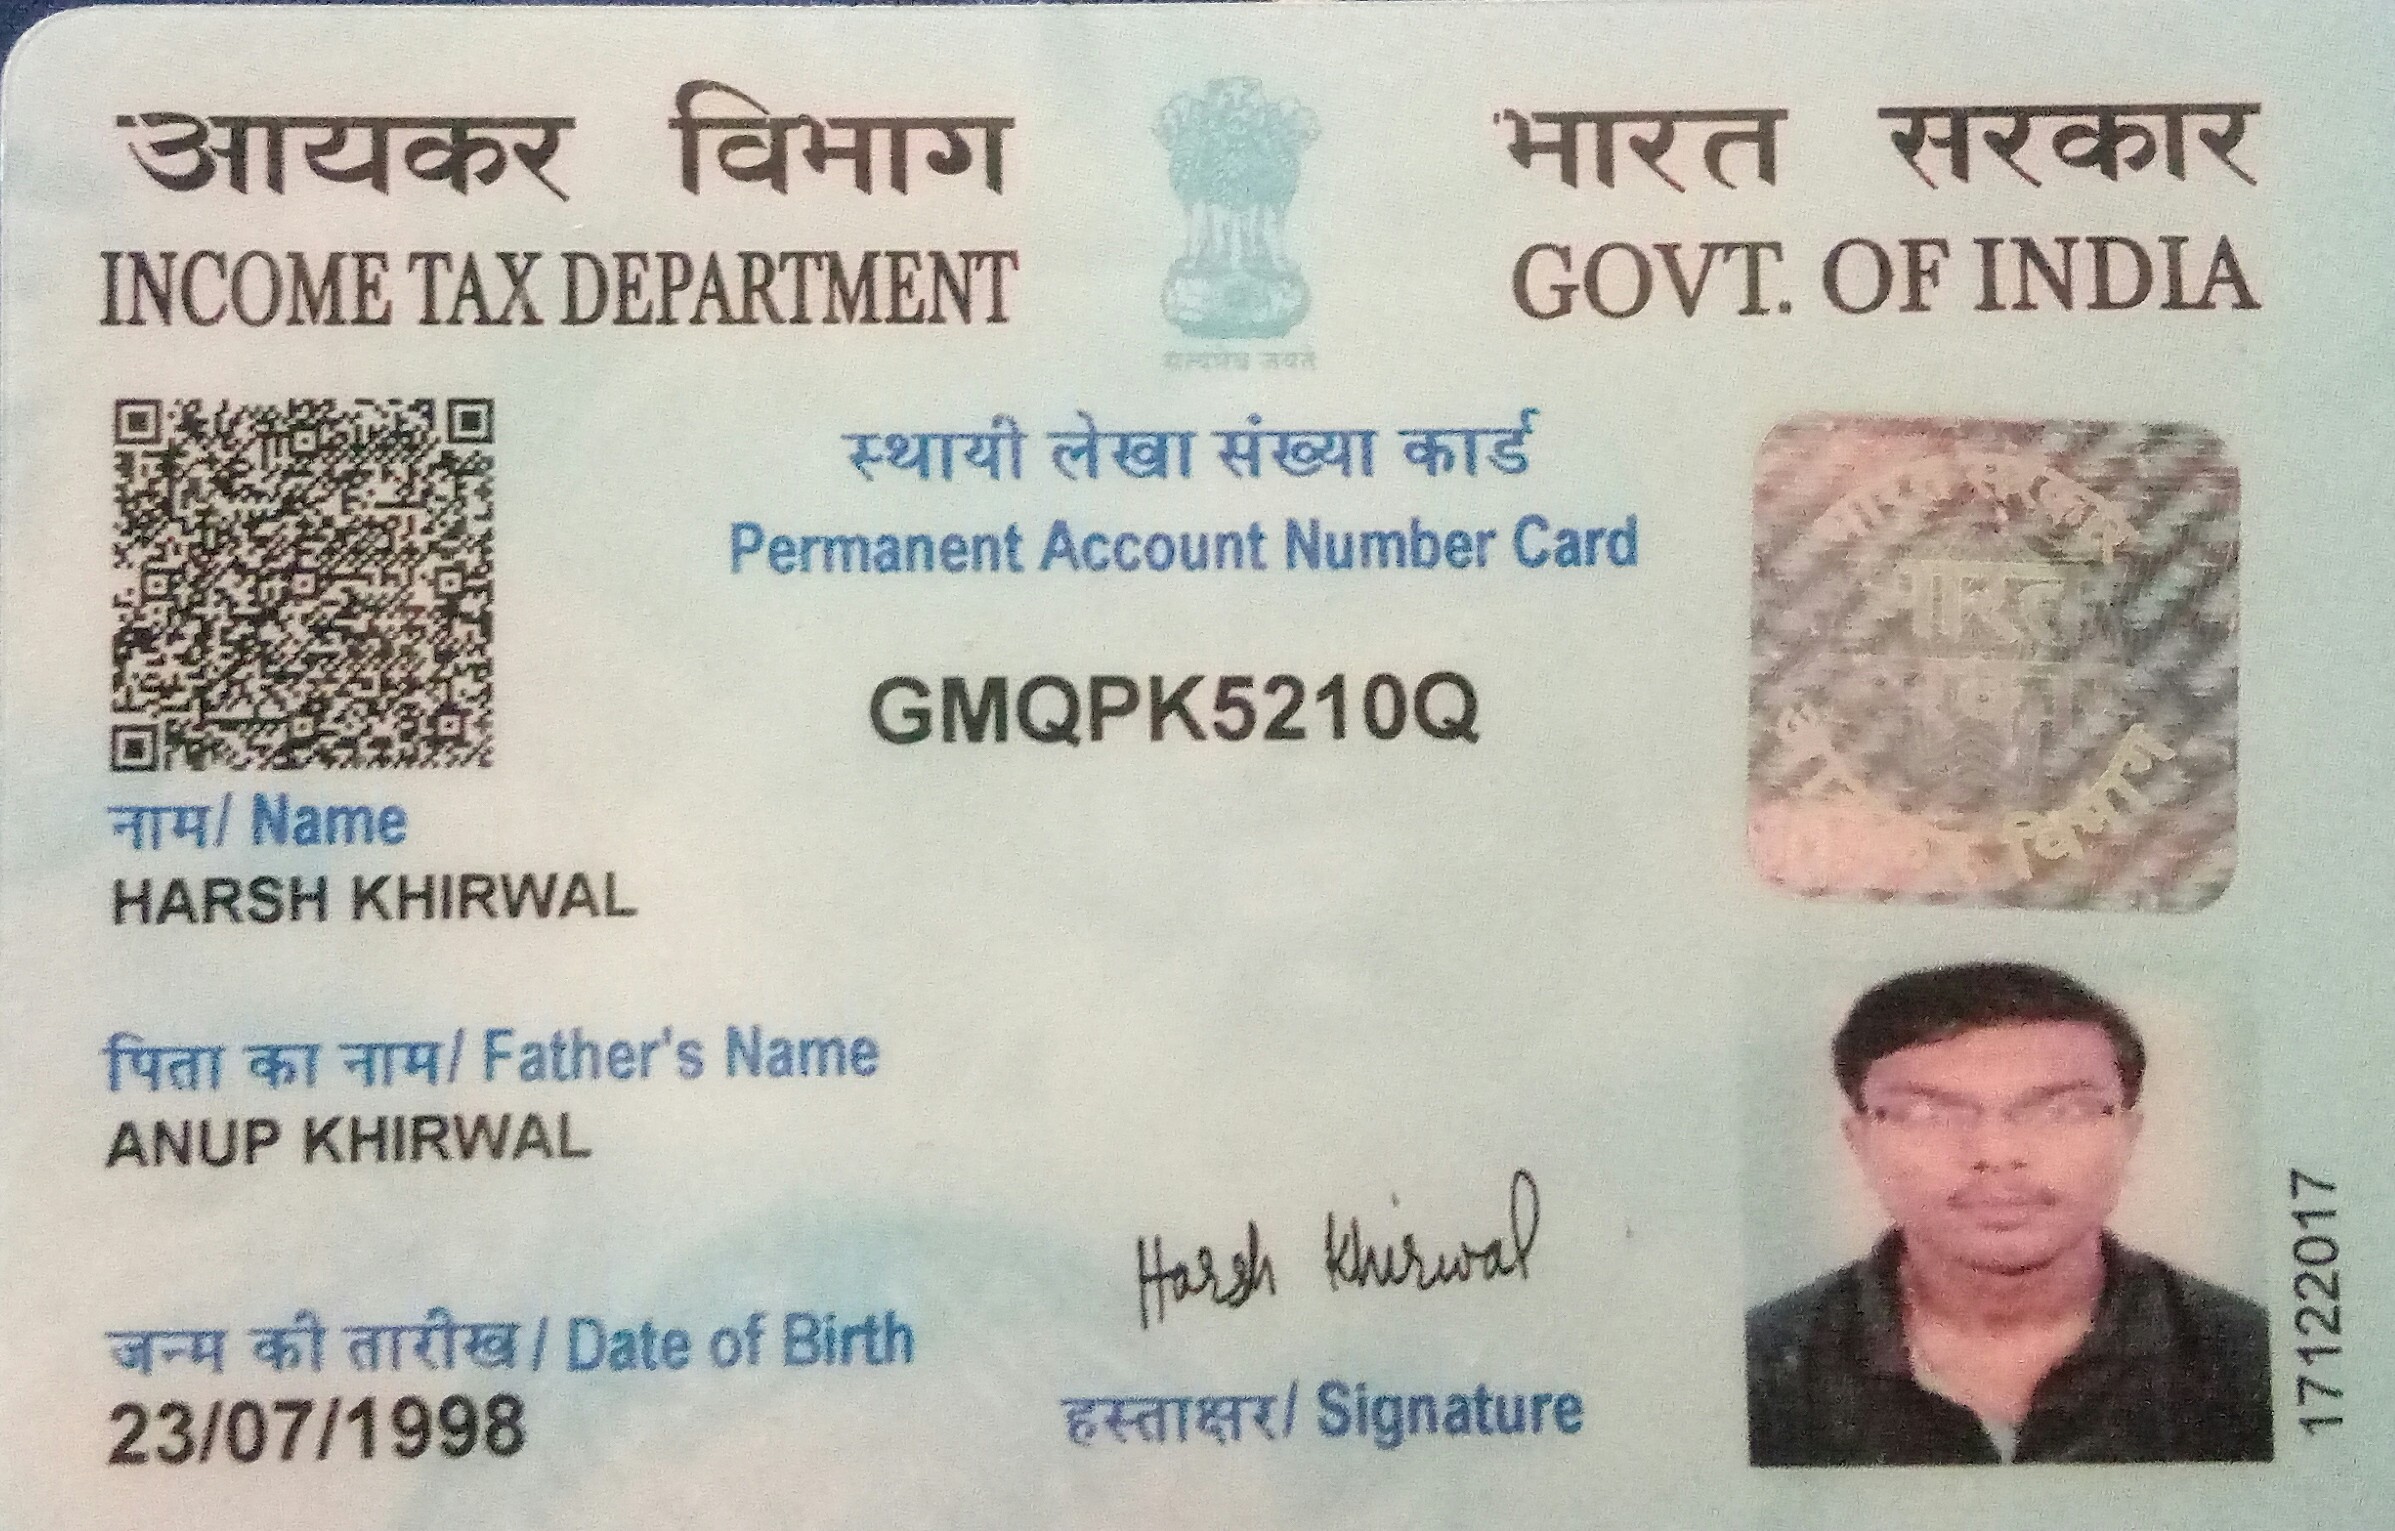 आयकर विभाग
INCOME TAX DEPARTMENT
भारत सरकार
GOVT. OF INDIA
सत्यमेव जयते
स्थायी लेखा संख्या कार्ड
Permanent Account Number Card
GMQPK5210Q
नाम/ Name
HARSH KHIRWAL
पिता का नाम/ Father's Name
ANUP KHIRWAL
जन्म की तारीख/ Date of Birth
23/07/1998
Harsh Khirwal
हस्ताक्षर/ Signature
17122017
भारत
विभाग